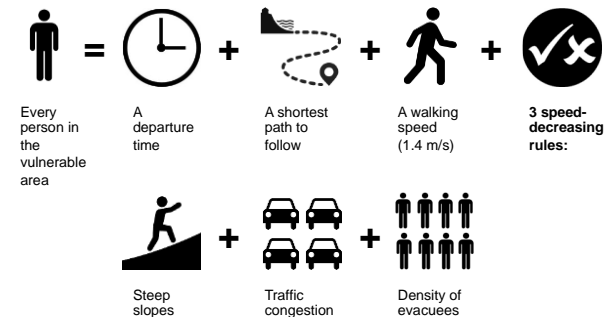 Every
person in
the
vulnerable
area
A
departure
time
A shortest
path to
follow
A walking
speed
(1.4 m/s)
3 speed-
decreasing
rules:
Steep
slopes
Traffic
congestion
Density of
evacuees